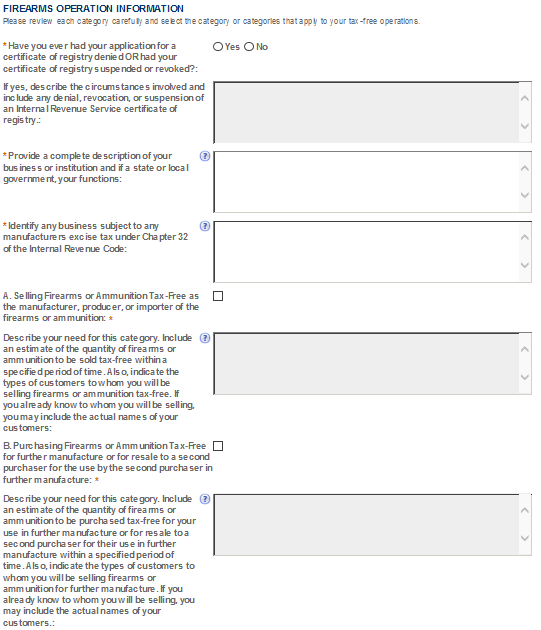 FIREARMS OPERATION INFORMATION
Please review each category carefully and select the category or categories that apply to your tax-free operations.
* Have you ever had your application for a
certificate of registry denied OR had your
certificate of registry suspended or revoked?:
Yes No
If yes, describe the circumstances involved and
include any denial, revocation, or suspension of
an Internal Revenue Service certificate of
registry.:
* Provide a complete description of your
business or institution and if a state or local
government, your functions:
?
* Identify any business subject to any
manufacturers excise tax under Chapter 32
of the Internal Revenue Code:
?
A. Selling Firearms or Ammunition Tax-Free as
the manufacturer, producer, or importer of the
firearms or ammunition: *
Describe your need for this category. Include
an estimate of the quantity of firearms or
ammunition to be sold tax-free within a
specified period of time. Also, indicate the
types of customers to whom you will be
selling firearms or ammunition tax-free. If
you already know to whom you will be selling,
you may include the actual names of your
customers:
?
B. Purchasing Firearms or Ammunition Tax-Free
for further manufacture or for resale to a second
purchaser for the use by the second purchaser in
further manufacture: *
Describe your need for this category. Include
an estimate of the quantity of firearms or
ammunition to be purchased tax-free for your
use in further manufacture or for resale to a
second purchaser for their use in further
manufacture within a specified period of
time. Also, indicate the types of customers to
whom you will be selling firearms or
ammunition for further manufacture. If you
already know to whom you will be selling, you
may include the actual names of your
customers.:
?